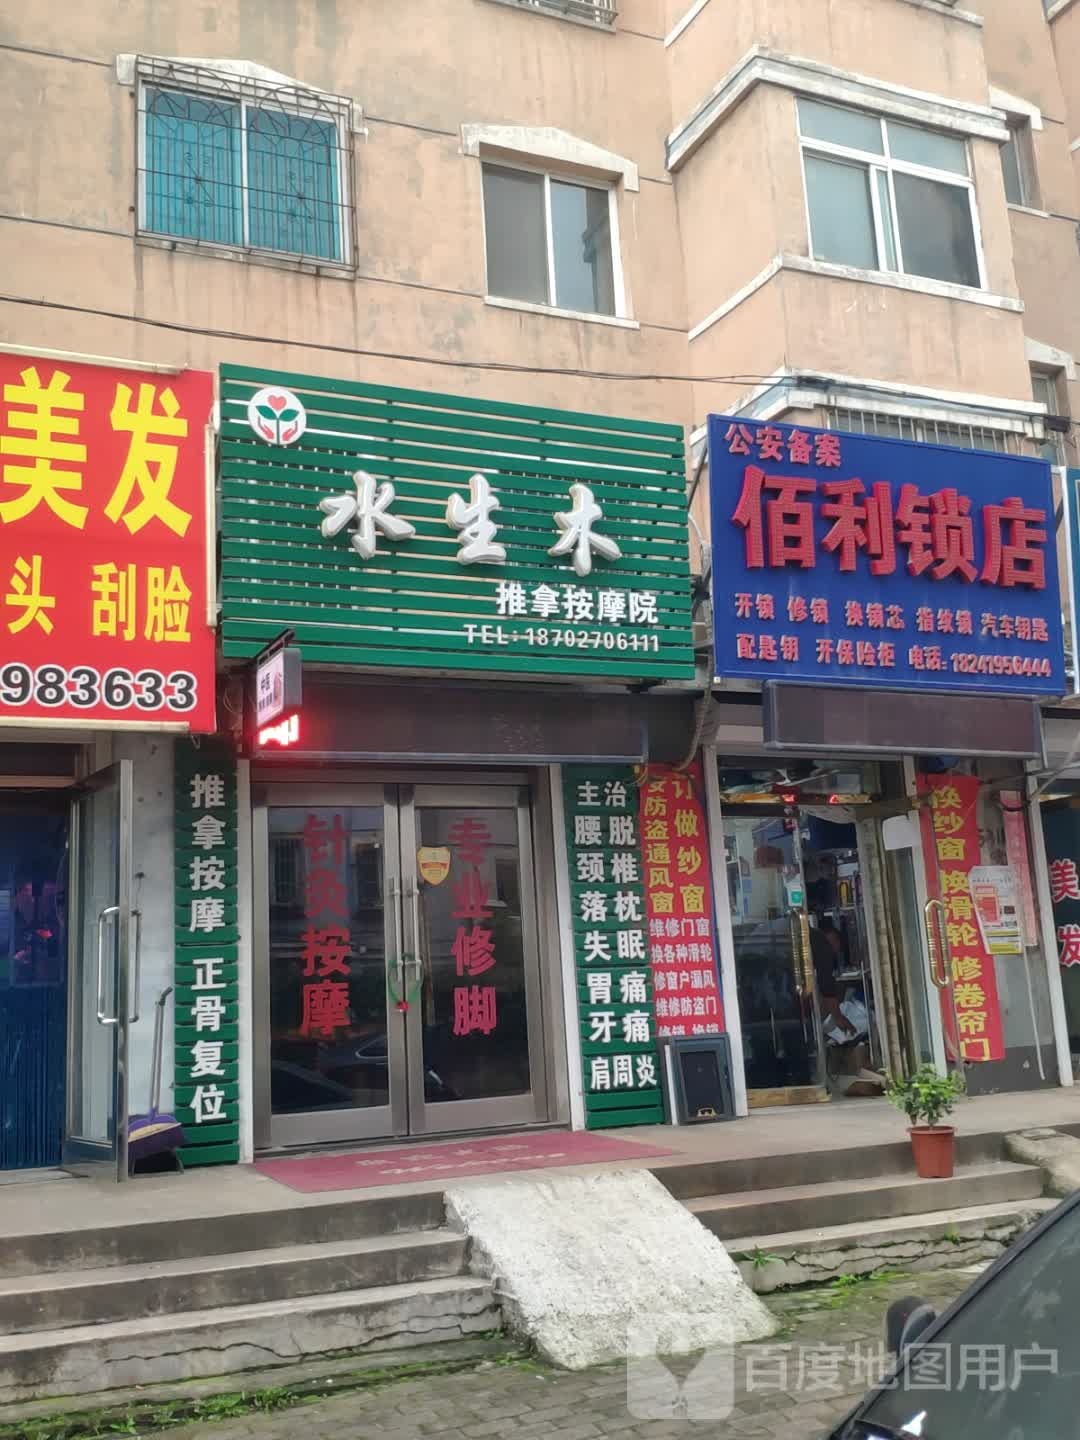 美发
头 刮脸
983633
水生木
推拿按摩院
TEL:18702706111
公安备案
佰利锁店
开锁 修锁 换锁芯 指纹锁 汽车钥匙
配匙钥 开保险柜 电话:18241956444
推拿按摩 正骨复位
针灸按摩
专业修脚
主治
腰脱
颈椎
落枕
失眠
胃痛
牙痛
肩周炎
订做纱窗
安防盗通风窗
维修门窗
换各种滑轮
修窗户漏风
维修防盗门
修锁 换锁
换纱窗 换滑轮 修卷帘门
美发
百度地图用户